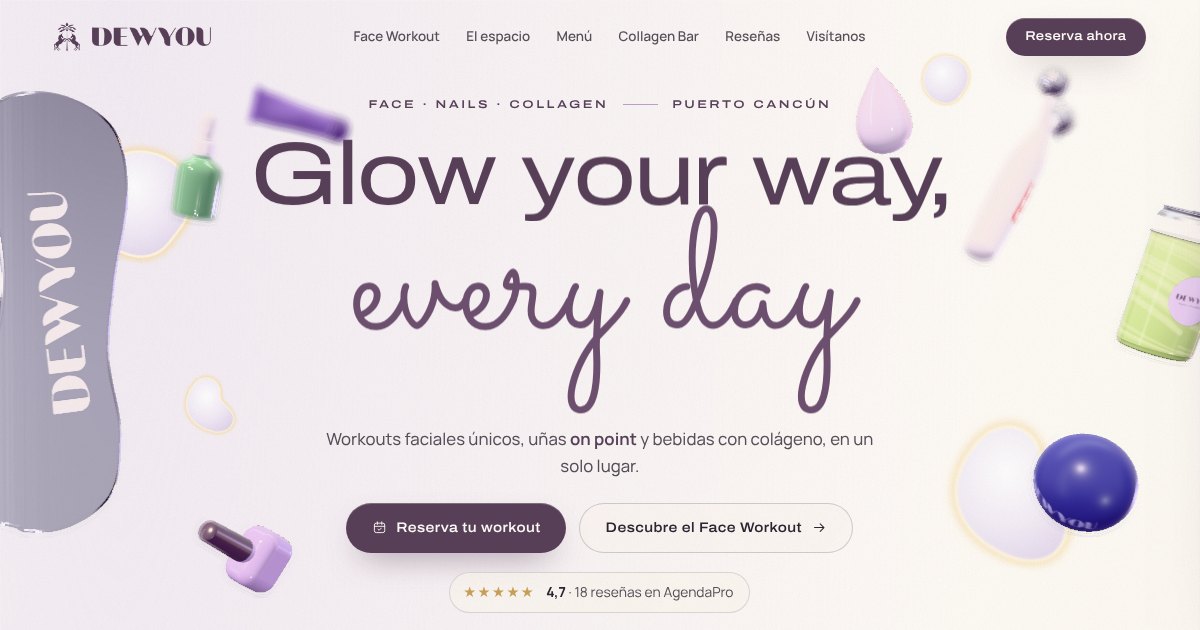 DEWYOU
Face Workout
El espacio
Menú
Collagen Bar
Reseñas
Visítanos
Reserva ahora
FACE · NAILS · COLLAGEN — PUERTO CANCÚN
Glow your way,
every day
DEWYOU
Workouts faciales únicos, uñas on point y bebidas con colágeno, en un
solo lugar.
Reserva tu workout
Descubre el Face Workout →
★★★★★ 4,7 · 18 reseñas en AgendaPro